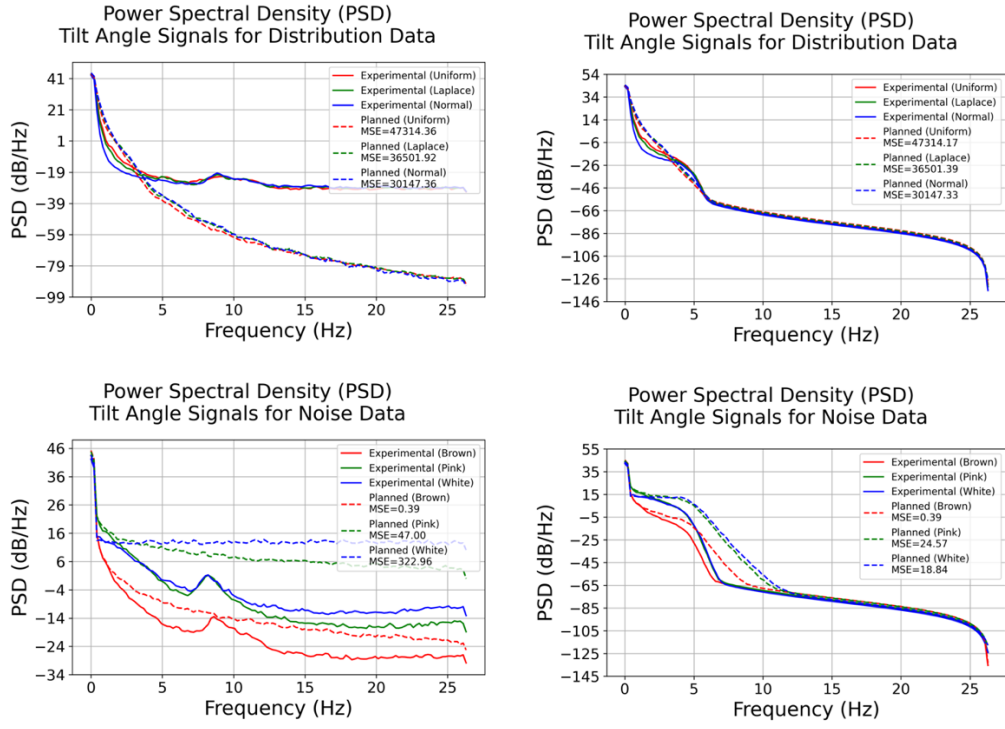 Power Spectral Density (PSD)
Tilt Angle Signals for Distribution Data
PSD (dB/Hz)
41
21
1
−19
−39
−59
−79
−99
Experimental (Uniform)
Experimental (Laplace)
Experimental (Normal)
Planned (Uniform)
MSE=47314.36
Planned (Laplace)
MSE=36501.92
Planned (Normal)
MSE=30147.36
0 5 10 15 20 25
Frequency (Hz)
Power Spectral Density (PSD)
Tilt Angle Signals for Distribution Data
PSD (dB/Hz)
54
34
14
−6
−26
−46
−66
−86
−106
−126
−146
Experimental (Uniform)
Experimental (Laplace)
Experimental (Normal)
Planned (Uniform)
MSE=47314.17
Planned (Laplace)
MSE=36501.39
Planned (Normal)
MSE=30147.33
0 5 10 15 20 25
Frequency (Hz)
Power Spectral Density (PSD)
Tilt Angle Signals for Noise Data
PSD (dB/Hz)
46
36
26
16
6
−4
−14
−24
−34
Experimental (Brown)
Experimental (Pink)
Experimental (White)
Planned (Brown)
MSE=0.39
Planned (Pink)
MSE=47.00
Planned (White)
MSE=322.96
0 5 10 15 20 25
Frequency (Hz)
Power Spectral Density (PSD)
Tilt Angle Signals for Noise Data
PSD (dB/Hz)
55
35
15
−5
−25
−45
−65
−85
−105
−125
−145
Experimental (Brown)
Experimental (Pink)
Experimental (White)
Planned (Brown)
MSE=0.39
Planned (Pink)
MSE=24.57
Planned (White)
MSE=18.84
0 5 10 15 20 25
Frequency (Hz)